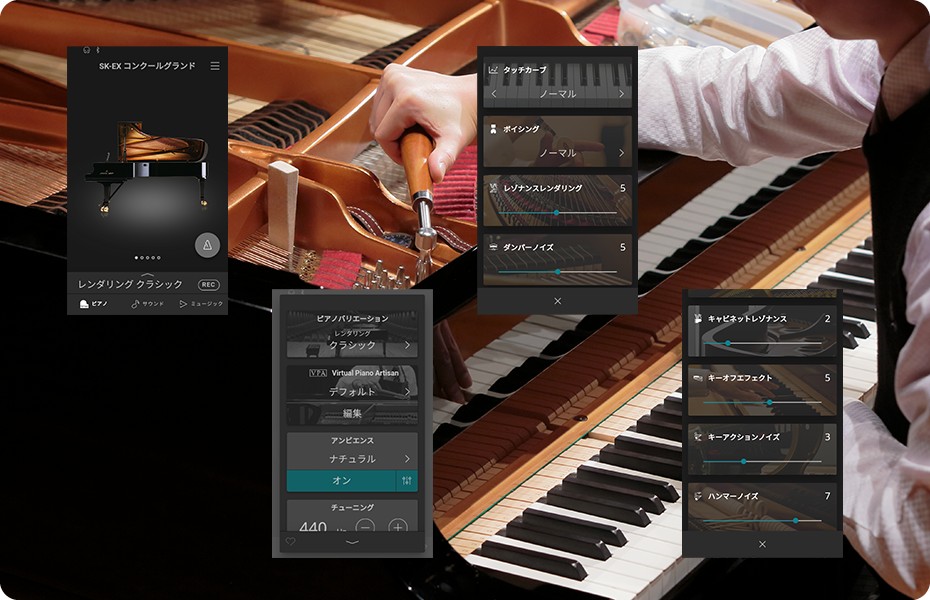 SK-EX コンクールグランド
レンダリング クラシック
REC
ピアノ
サウンド
ミュージック
タッチカーブ
ノーマル
ボイシング
ノーマル
レゾナンスレンダリング 5
ダンパーノイズ 5
ピアノバリエーション
レンダリング
クラシック
VPA Virtual Piano Artisan
デフォルト
編集
アンビエンス
ナチュラル
オン
チューニング
440
キャビネットレゾナンス 2
キーオフエフェクト 5
キーアクションノイズ 3
ハンマーノイズ 7